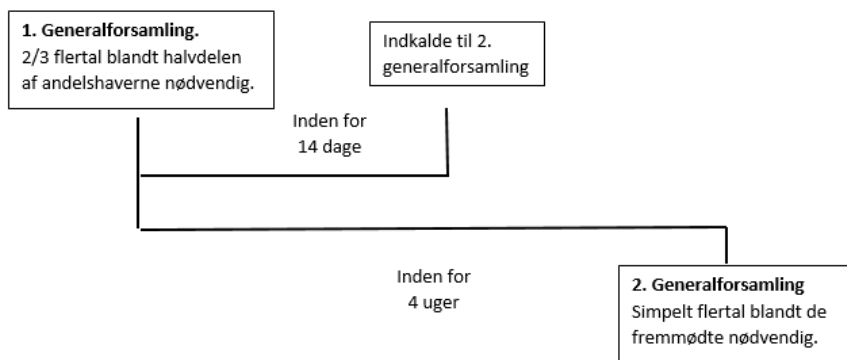 1. Generalforsamling.
2/3 flertal blandt halvdelen
af andelshaverne nødvendig.
Indkalde til 2.
generalforsamling
Inden for
14 dage
Inden for
4 uger
2. Generalforsamling
Simpelt flertal blandt de
fremmødte nødvendig.